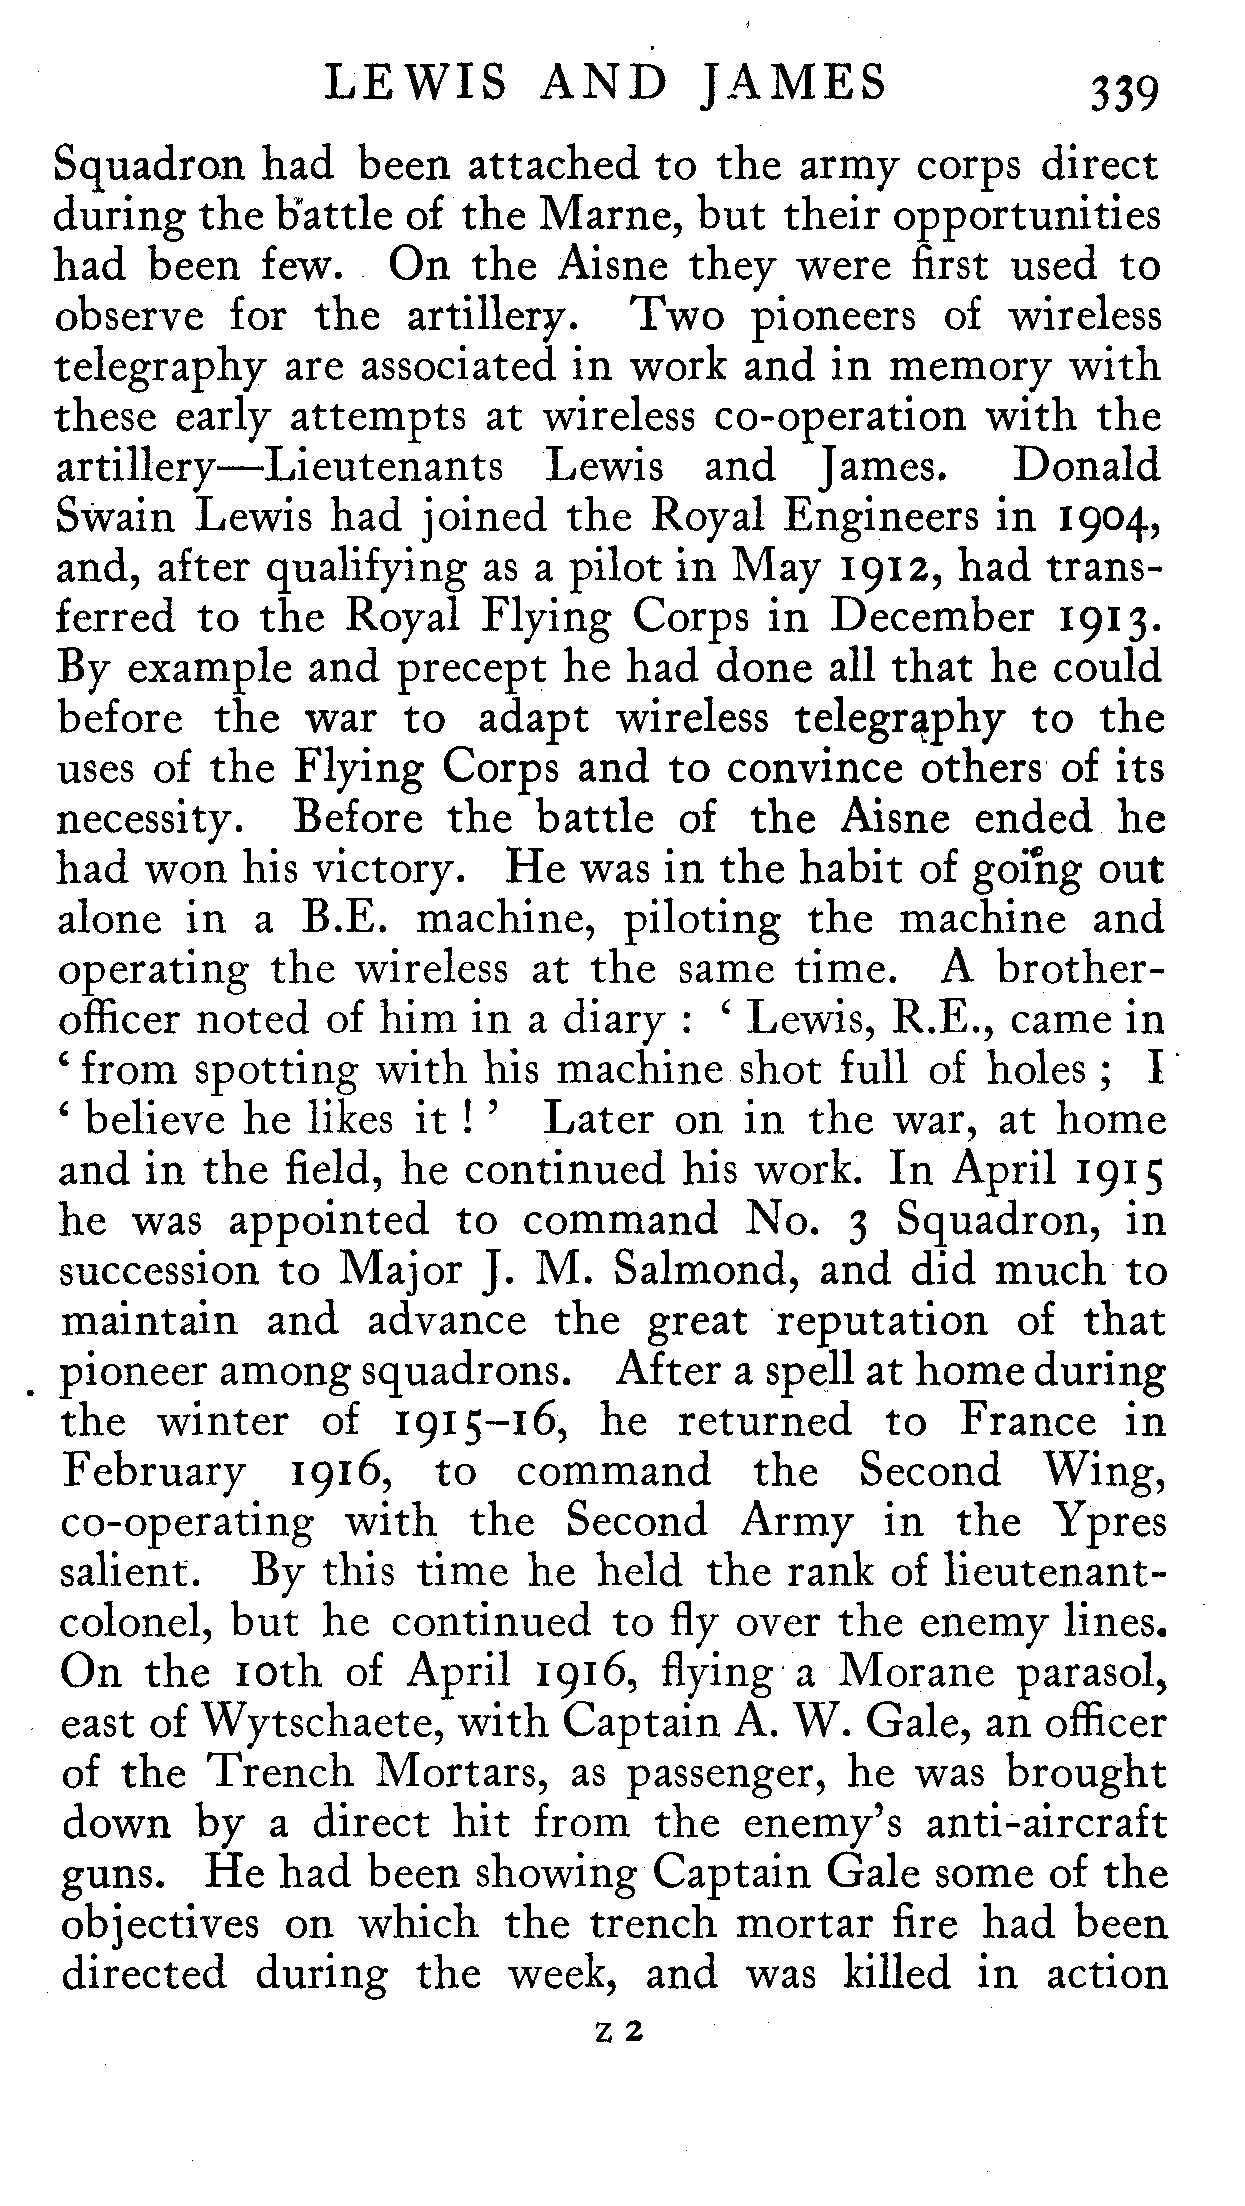 LEWIS AND JAMES 339
Squadron had been attached to the army corps direct
during the battle of the Marne, but their opportunities
had been few. On the Aisne they were first used to
observe for the artillery. Two pioneers of wireless
telegraphy are associated in work and in memory with
these early attempts at wireless co-operation with the
artillery—Lieutenants Lewis and James. Donald
Swain Lewis had joined the Royal Engineers in 1904,
and, after qualifying as a pilot in May 1912, had trans-
ferred to the Royal Flying Corps in December 1913.
By example and precept he had done all that he could
before the war to adapt wireless telegraphy to the
uses of the Flying Corps and to convince others of its
necessity. Before the battle of the Aisne ended he
had won his victory. He was in the habit of going out
alone in a B.E. machine, piloting the machine and
operating the wireless at the same time. A brother-
officer noted of him in a diary : ‘ Lewis, R.E., came in
‘ from spotting with his machine shot full of holes ; I
‘ believe he likes it ! ’ Later on in the war, at home
and in the field, he continued his work. In April 1915
he was appointed to command No. 3 Squadron, in
succession to Major J. M. Salmond, and did much to
maintain and advance the great reputation of that
pioneer among squadrons. After a spell at home during
the winter of 1915–16, he returned to France in
February 1916, to command the Second Wing,
co-operating with the Second Army in the Ypres
salient. By this time he held the rank of lieutenant-
colonel, but he continued to fly over the enemy lines.
On the 10th of April 1916, flying a Morane parasol,
east of Wytschaete, with Captain A. W. Gale, an officer
of the Trench Mortars, as passenger, he was brought
down by a direct hit from the enemy’s anti-aircraft
guns. He had been showing Captain Gale some of the
objectives on which the trench mortar fire had been
directed during the week, and was killed in action
Z 2